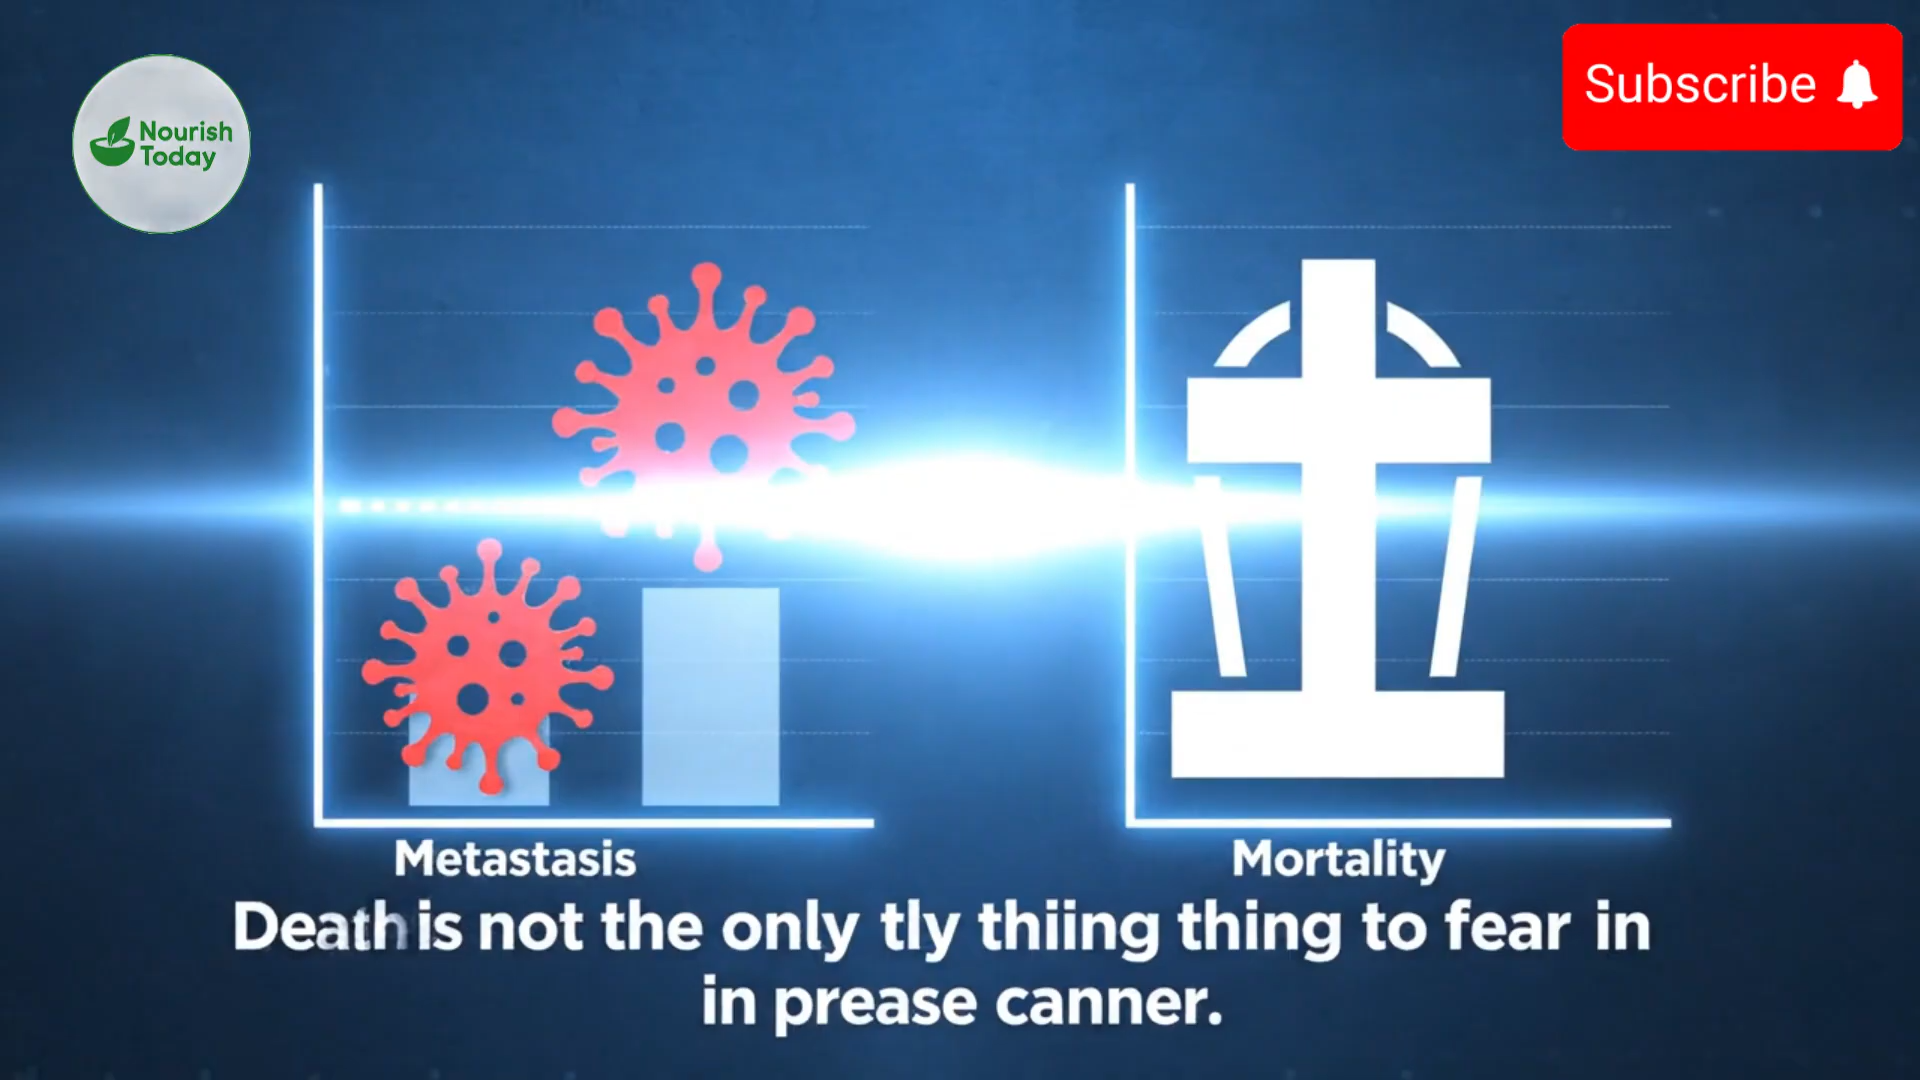 Nourish
Today
Subscribe
Metastasis
Mortality
Death is not the only tly thiing thing to fear in
in prease canner.